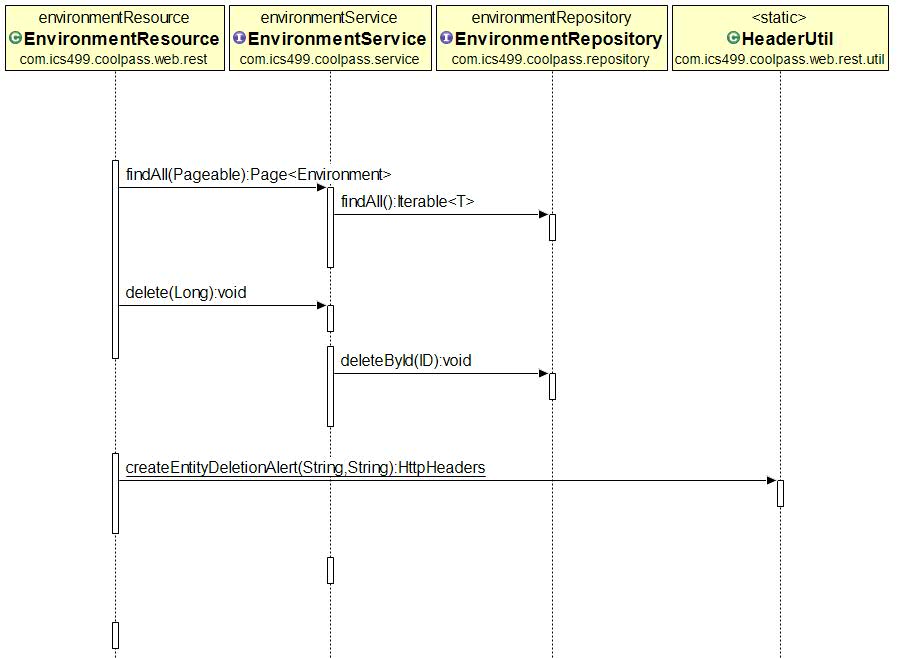 environmentResource
C EnvironmentResource
com.ics499.coolpass.web.rest
environmentService
I EnvironmentService
com.ics499.coolpass.service
environmentRepository
I EnvironmentRepository
com.ics499.coolpass.repository
<static>
C HeaderUtil
com.ics499.coolpass.web.rest.util
findAll(Pageable):Page<Environment>
findAll():Iterable<T>
delete(Long):void
deleteById(ID):void
createEntityDeletionAlert(String,String):HttpHeaders